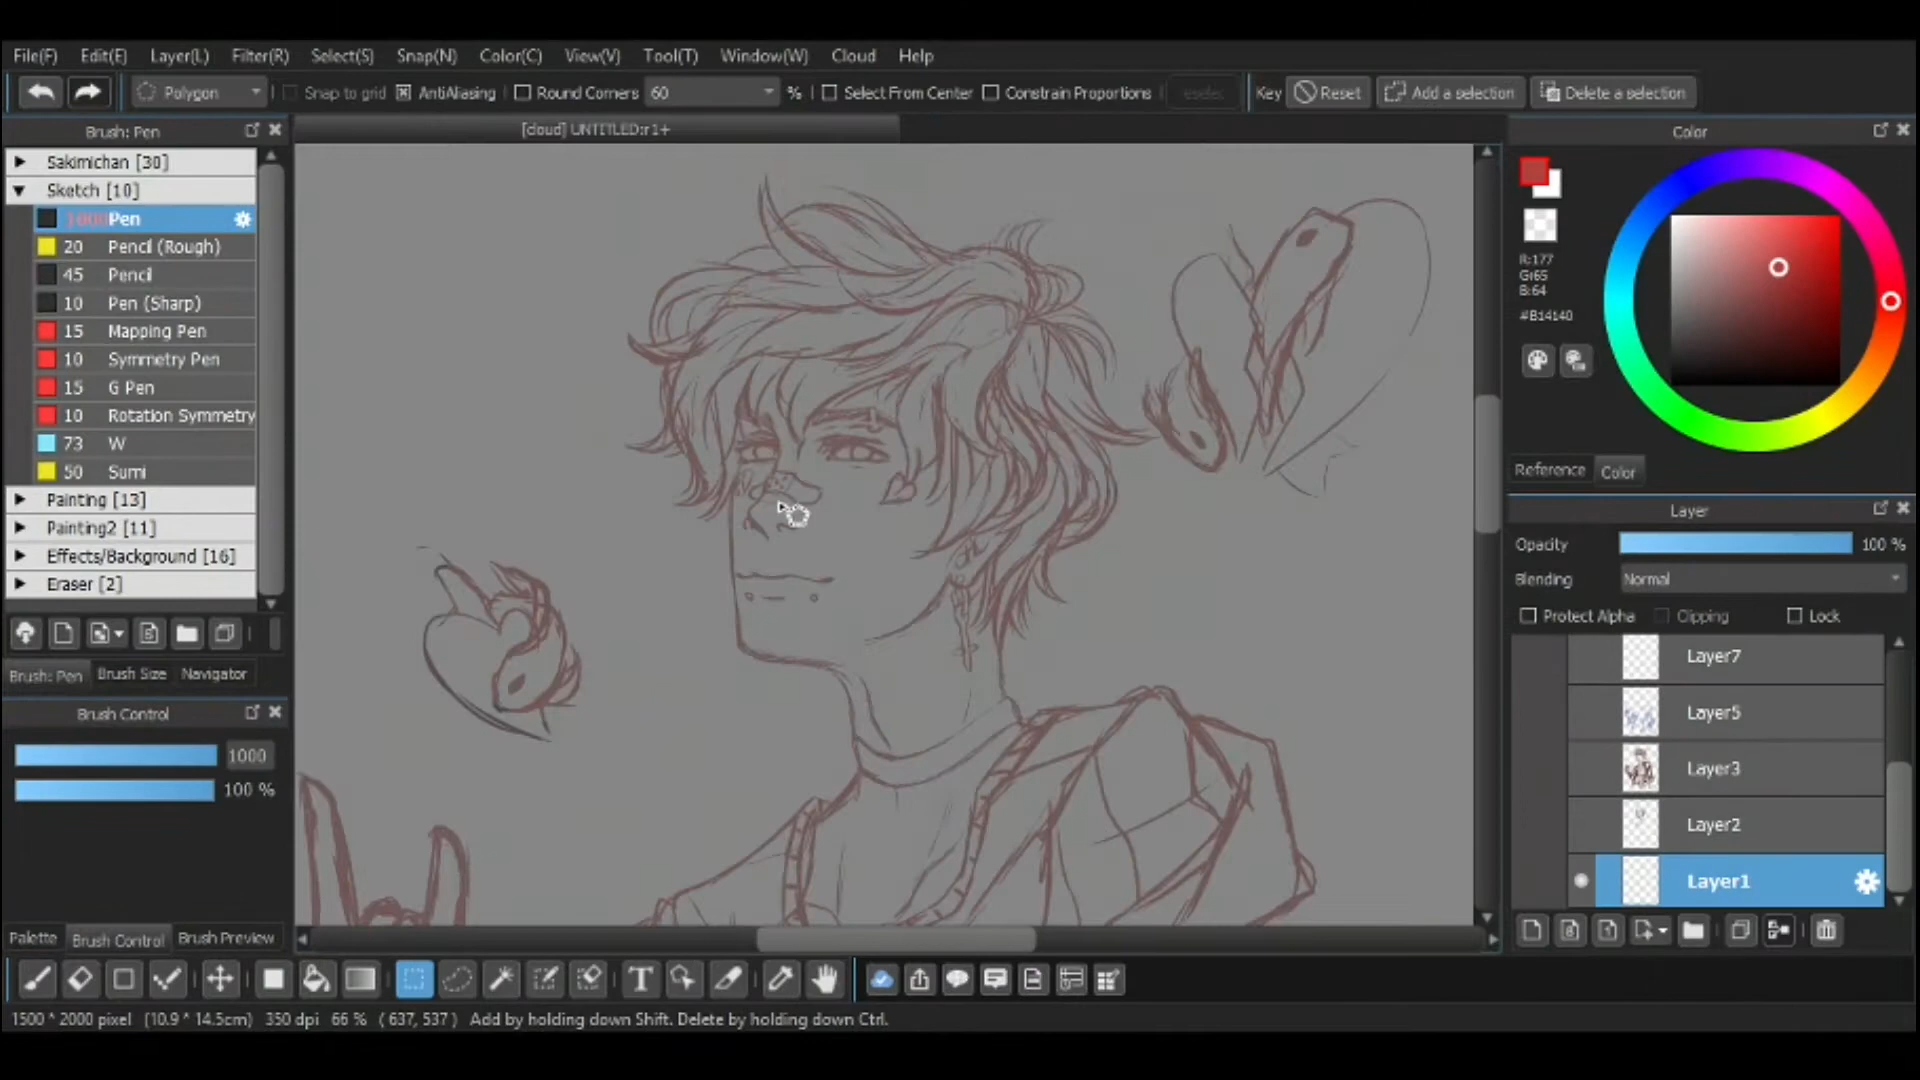 File(F) Edit(E) Layer(L) Filter(R) Select(S) Snap(N) Color(C) View(V) Tool(T) Window(W) Cloud Help
Polygon Snap to grid AntiAliasing Round Corners 60 % Select From Center Constrain Proportions Key Reset Add a selection Delete a selection
Brush: Pen
[cloud] UNTITLED:r1+
Color
Sakimichan [30]
Sketch [10]
1000 Pen
20 Pencil (Rough)
45 Pencil
10 Pen (Sharp)
15 Mapping Pen
10 Symmetry Pen
15 G Pen
10 Rotation Symmetry
73 W
50 Sumi
Painting [13]
Painting2 [11]
Effects/Background [16]
Eraser [2]
Brush: Pen Brush Size Navigator
Brush Control
1000
100 %
Palette Brush Control Brush Preview
R:177
G:65
B:64
#B14140
Reference Color
Layer
Opacity 100 %
Blending Normal
Protect Alpha Clipping Lock
Layer7
Layer5
Layer3
Layer2
Layer1
T
1500 * 2000 pixel (10.9 * 14.5cm) 350 dpi 66 % ( 637, 537 ) Add by holding down Shift. Delete by holding down Ctrl.